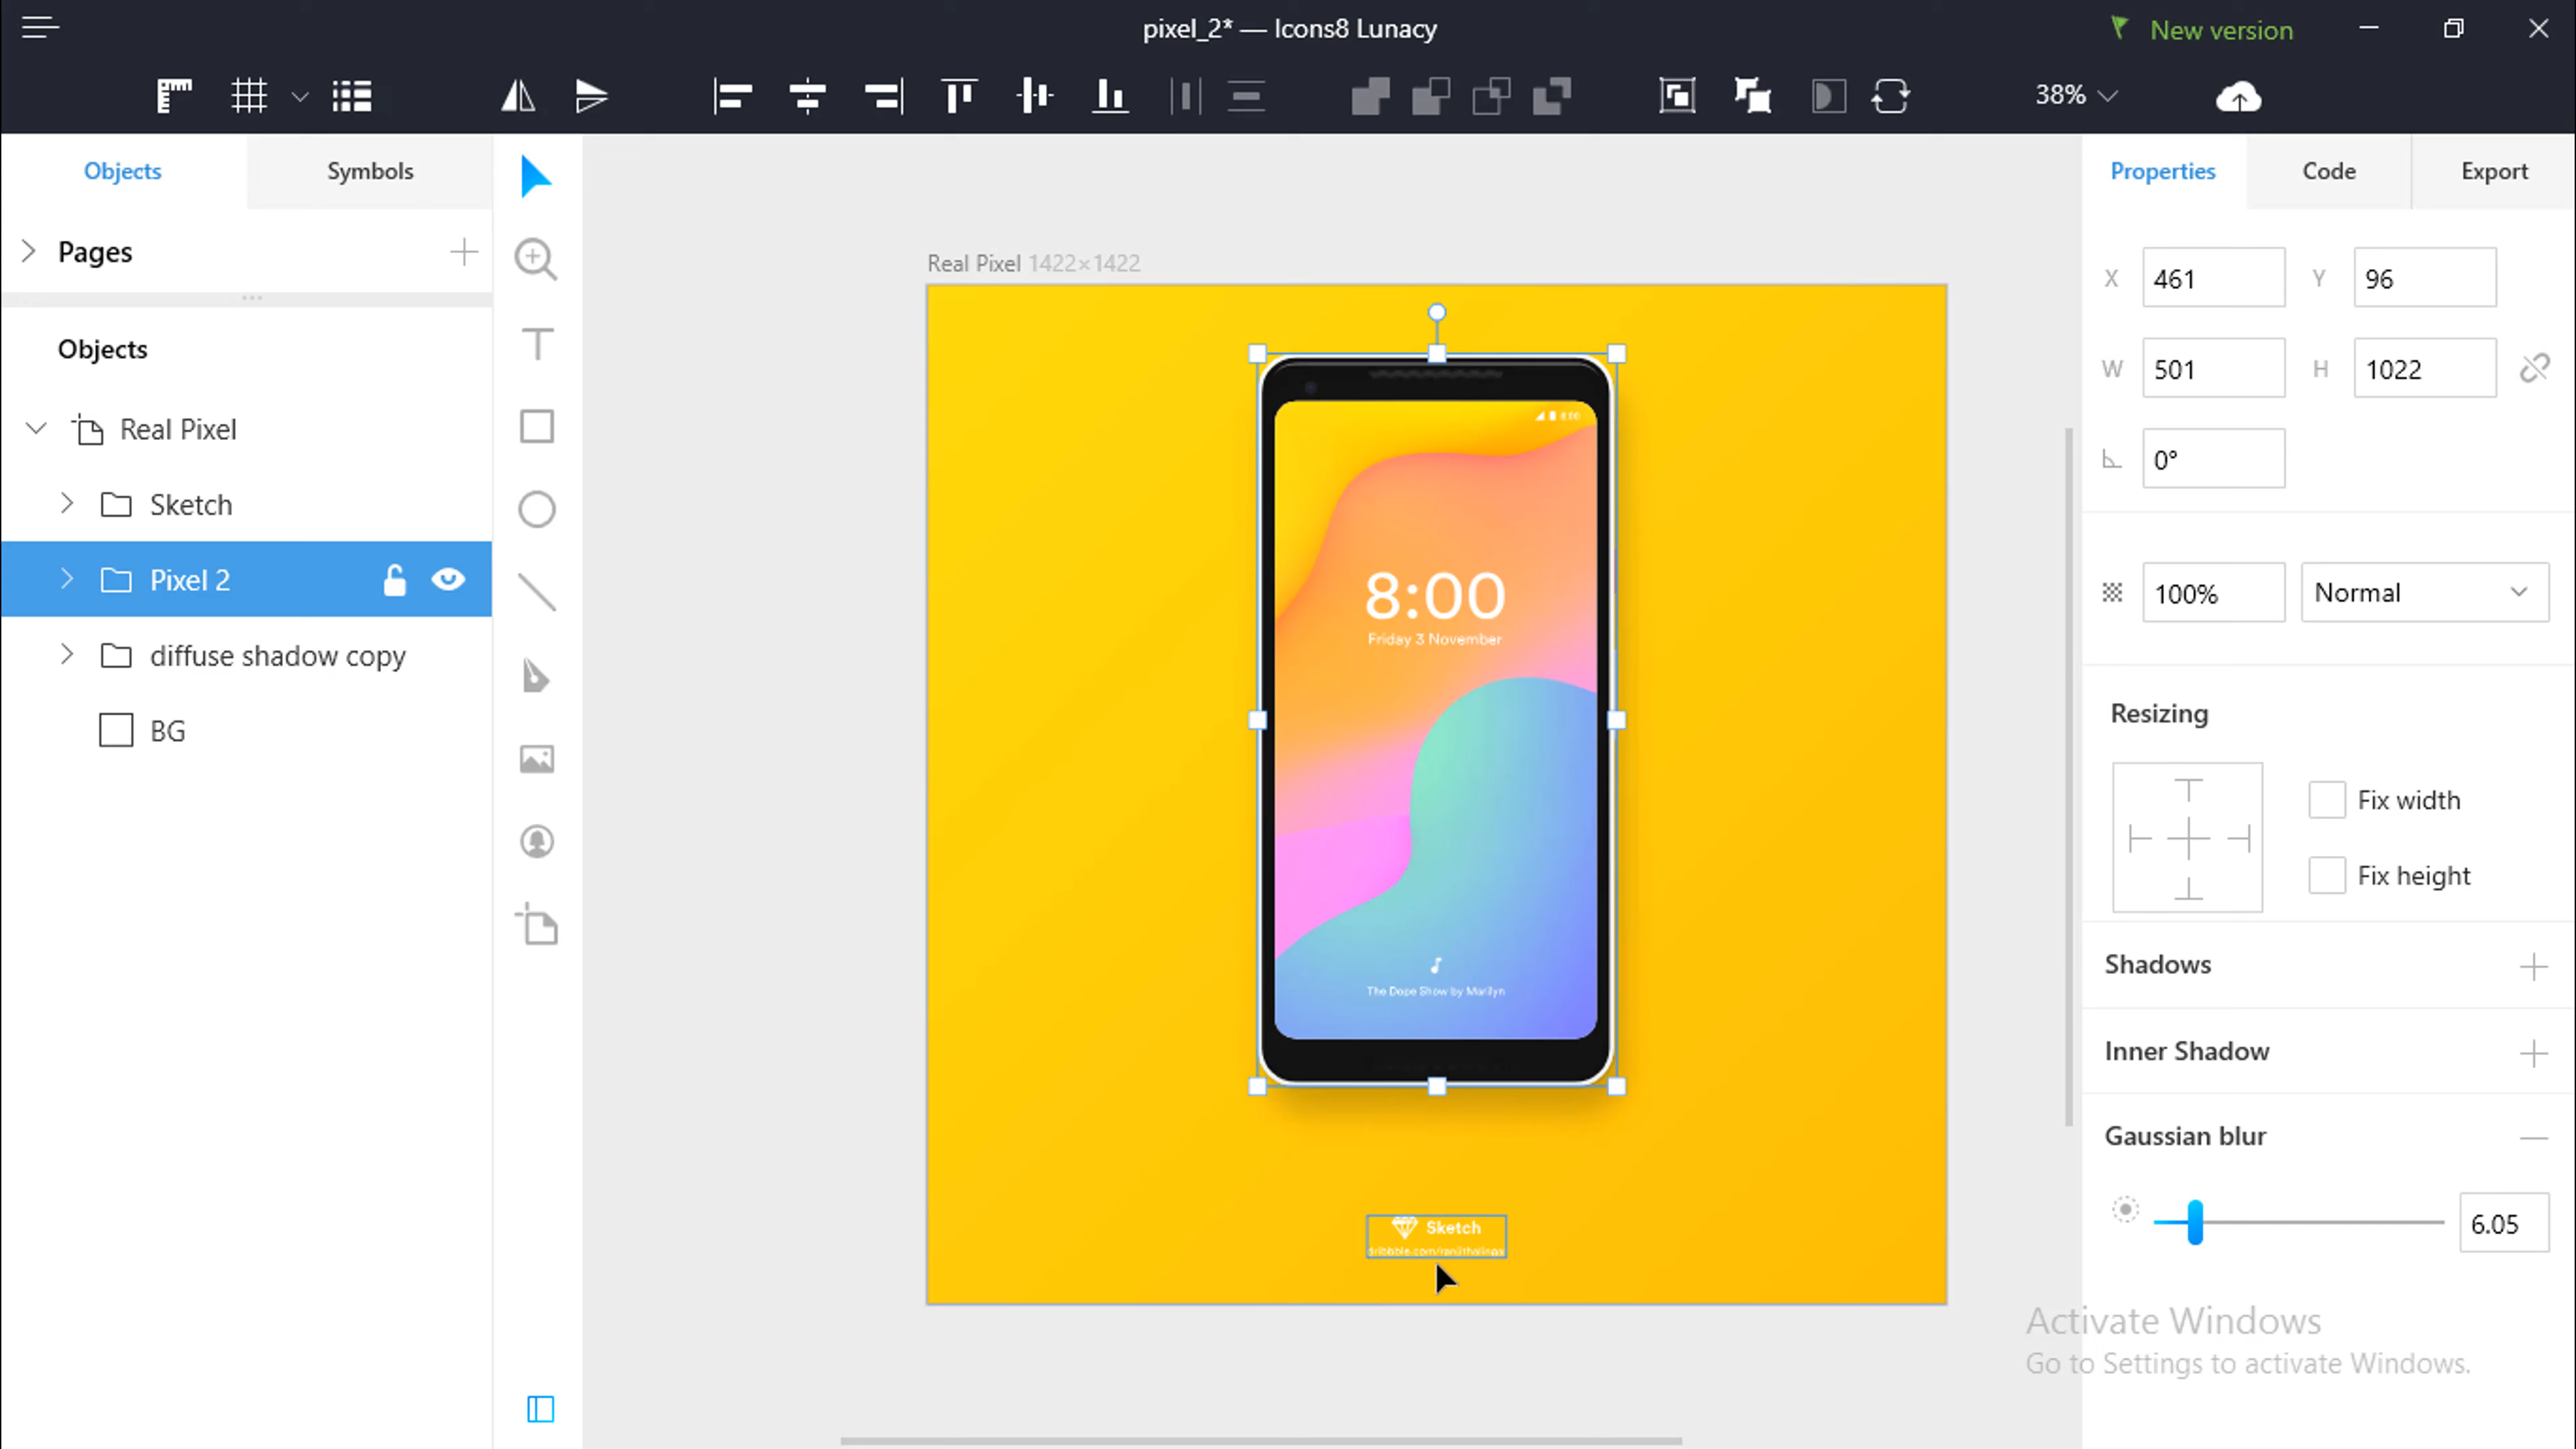 pixel_2* — Icons8 Lunacy
New version
38%
Objects
Symbols
Properties
Code
Export
Pages
Objects
Real Pixel
Sketch
Pixel 2
diffuse shadow copy
BG
Real Pixel 1422×1422
8:00
8:00
Friday 3 November
The Dope Show by Marilyn
Sketch
X 461 Y 96
W 501 H 1022
0°
100% Normal
Resizing
Fix width
Fix height
Shadows
Inner Shadow
Gaussian blur
6.05
Activate Windows
Go to Settings to activate Windows.